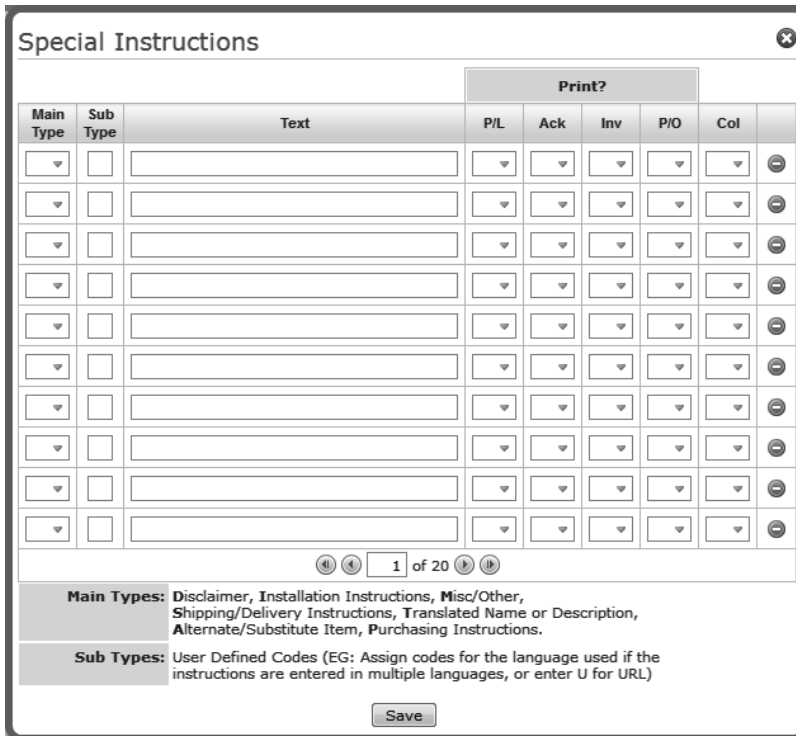 Special Instructions
Print?
Main Type Sub Type Text P/L Ack Inv P/O Col
1 of 20
Main Types: Disclaimer, Installation Instructions, Misc/Other,
Shipping/Delivery Instructions, Translated Name or Description,
Alternate/Substitute Item, Purchasing Instructions.
Sub Types: User Defined Codes (EG: Assign codes for the language used if the
instructions are entered in multiple languages, or enter U for URL)
Save